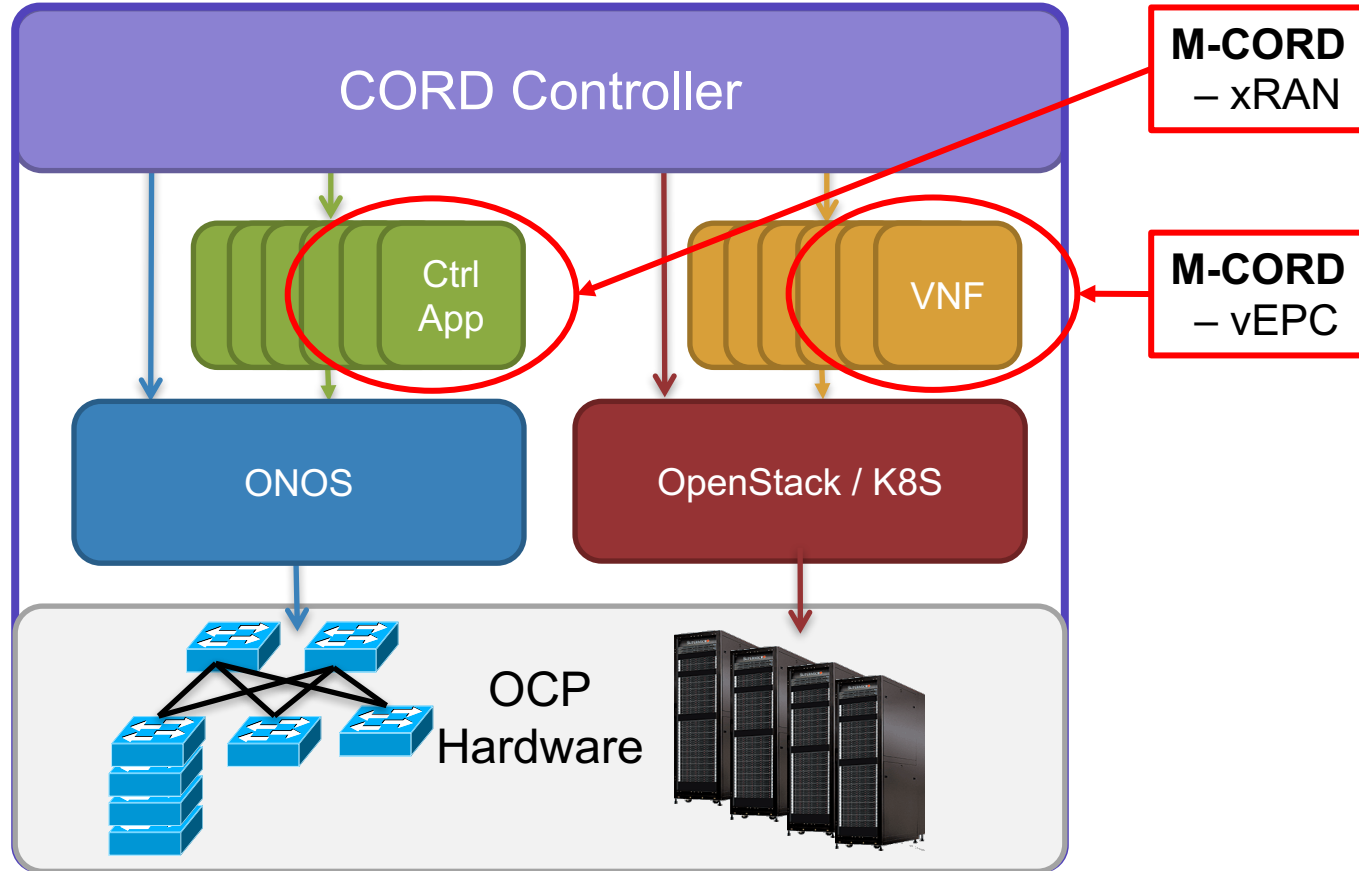 CORD Controller
M-CORD
– xRAN
Ctrl
App
VNF
M-CORD
– vEPC
ONOS
OpenStack / K8S
OCP
Hardware